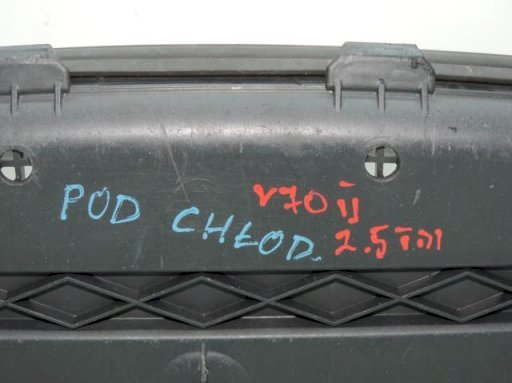 POD CHŁOD.
V70 II
2.5 TDI